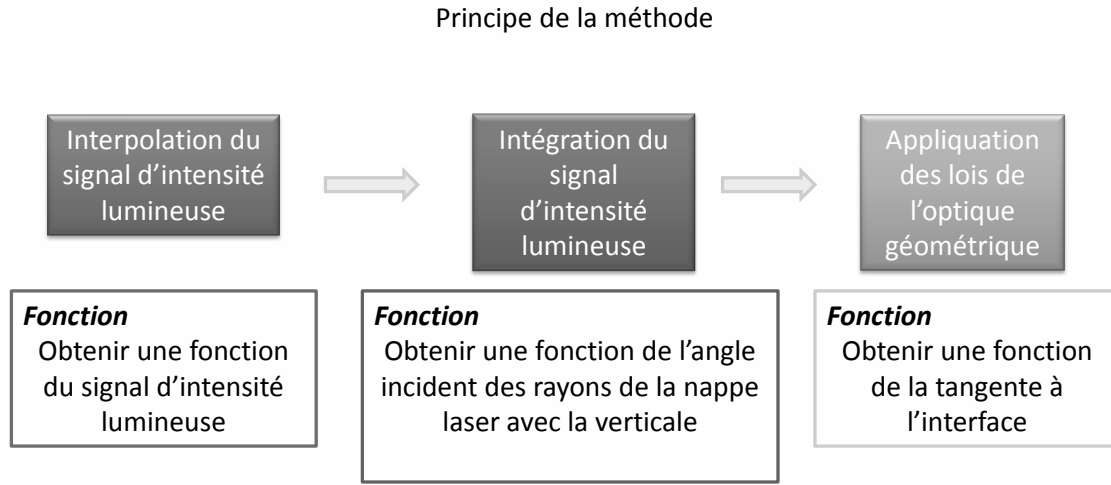 Principe de la méthode
Interpolation du
signal d'intensité
lumineuse
Intégration du
signal
d'intensité
lumineuse
Appliquation
des lois de
l'optique
géométrique
Fonction
Obtenir une fonction
du signal d'intensité
lumineuse
Fonction
Obtenir une fonction de l'angle
incident des rayons de la nappe
laser avec la verticale
Fonction
Obtenir une fonction
de la tangente à
l'interface